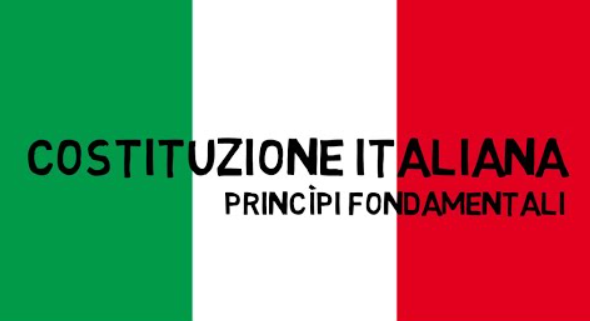 COSTITUZIONE ITALIANA
PRINCÌPI FONDAMENTALI